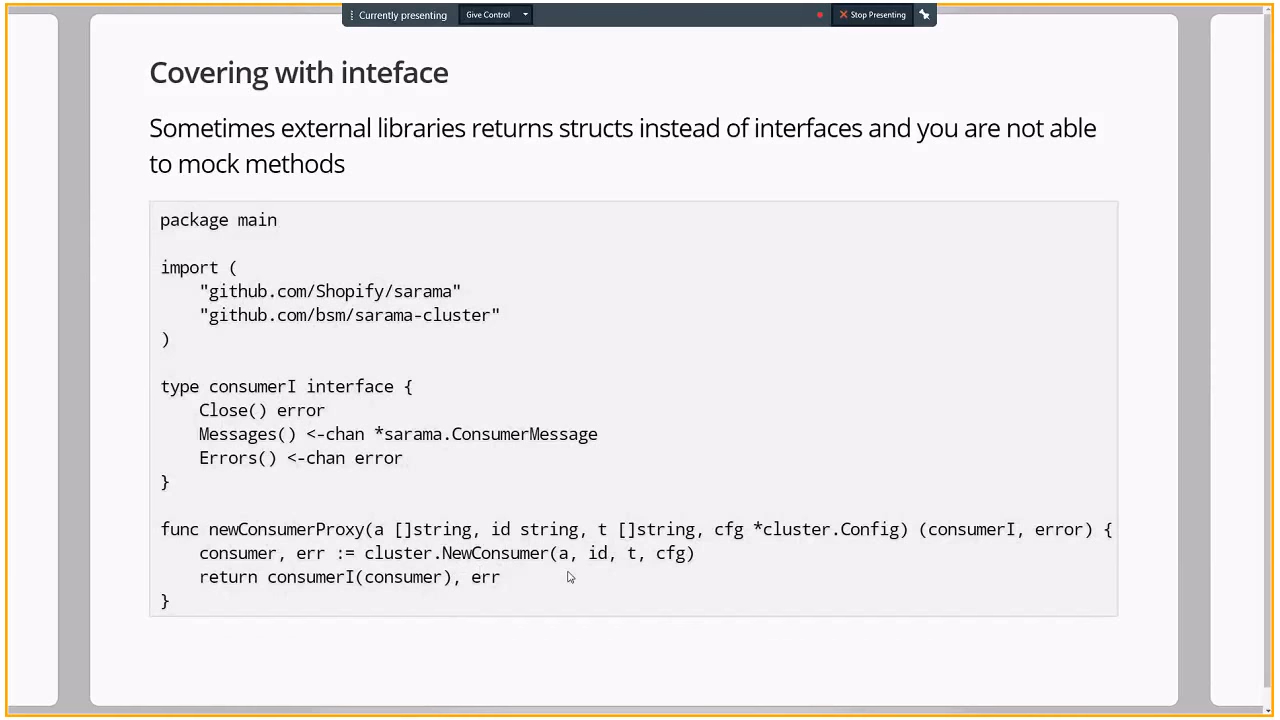 Currently presenting
Give Control
Stop Presenting
Covering with inteface
Sometimes external libraries returns structs instead of interfaces and you are not able
to mock methods
package main
import (
    "github.com/Shopify/sarama"
    "github.com/bsm/sarama-cluster"
)
type consumerI interface {
    Close() error
    Messages() <-chan *sarama.ConsumerMessage
    Errors() <-chan error
}
func newConsumerProxy(a []string, id string, t []string, cfg *cluster.Config) (consumerI, error) {
    consumer, err := cluster.NewConsumer(a, id, t, cfg)
    return consumerI(consumer), err
}